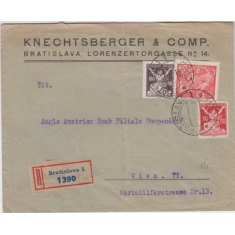 KNECHTSBERGER & COMP.
BRATISLAVA, LORENZERTORGASSE Nº 14.
Tit.
Anglo Austrian Bank Filiale Gumpendorf
Bratislava 1
1390
Wien, VI.
Mariahilferstrasse Nr.13.